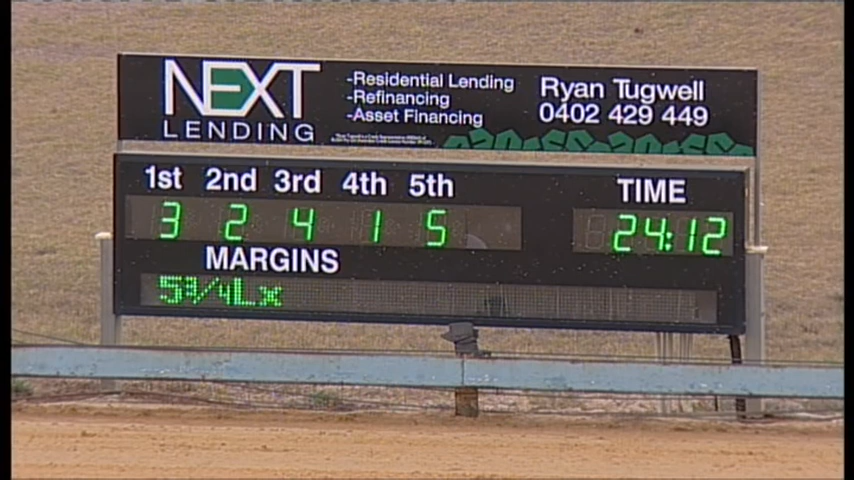 NEXT
LENDING
-Residential Lending
-Refinancing
-Asset Financing
Ryan Tugwell
0402 429 449
1st 2nd 3rd 4th 5th TIME
3 2 4 1 5 24:12
MARGINS
5¾Lx